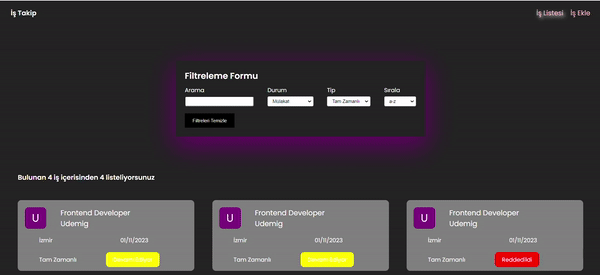 İş Takip
İş Listesi İş Ekle
Filtreleme Formu
Arama Durum Tip Sırala
Mülakat Tam Zamanlı a-z
Filtreleri Temizle
Bulunan 4 iş içerisinden 4 listeliyorsunuz
U Frontend Developer
Udemig
İzmir 01/11/2023
Tam Zamanlı
U Frontend Developer
Udemig
İzmir 01/11/2023
Tam Zamanlı
U Frontend Developer
Udemig
İzmir 01/11/2023
Tam Zamanlı Reddedildi